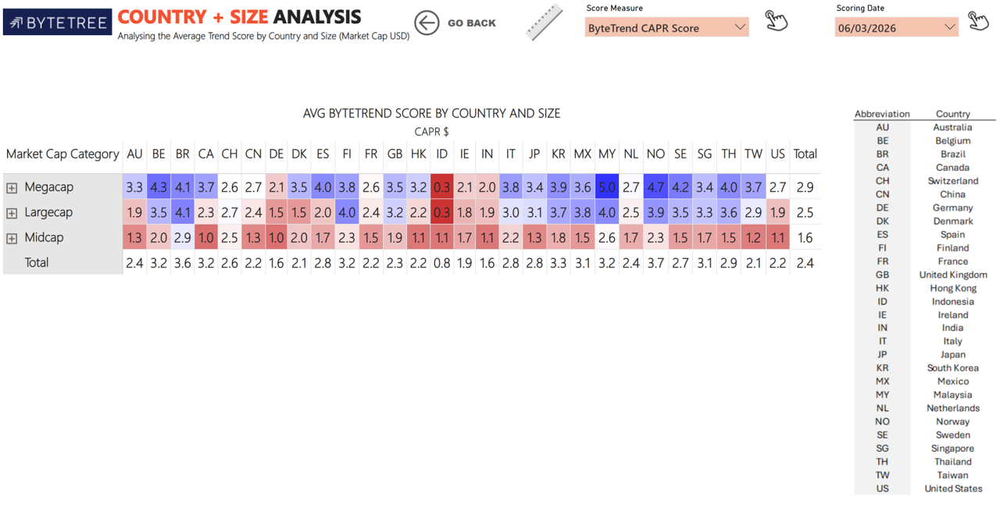 BYTETREE
COUNTRY + SIZE ANALYSIS
Analysing the Average Trend Score by Country and Size (Market Cap USD)
GO BACK
Score Measure
ByteTrend CAPR Score
Scoring Date
06/03/2026
AVG BYTETREND SCORE BY COUNTRY AND SIZE
CAPR $
Market Cap Category AU BE BR CA CH CN DE DK ES FI FR GB HK ID IE IN IT JP KR MX MY NL NO SE SG TH TW US Total
Megacap 3.3 4.3 4.1 3.7 2.6 2.7 2.1 3.5 4.0 3.8 2.6 3.5 3.2 0.3 2.1 2.0 3.8 3.4 3.9 3.6 5.0 2.7 4.7 4.2 3.4 4.0 3.7 2.7 2.9
Largecap 1.9 3.5 4.1 2.3 2.7 2.4 1.5 1.5 2.0 4.0 2.4 3.2 2.2 0.3 1.8 1.9 3.0 3.1 3.7 3.8 4.0 2.5 3.9 3.5 3.3 3.6 2.9 1.9 2.5
Midcap 1.3 2.0 2.9 1.0 2.5 1.3 1.0 2.0 1.7 2.3 1.5 1.9 1.1 1.1 1.7 1.1 2.2 1.3 1.8 1.5 2.6 1.7 2.3 1.5 1.7 1.5 1.2 1.1 1.6
Total 2.4 3.2 3.6 3.2 2.6 2.2 1.6 2.1 2.8 3.2 2.2 2.3 2.2 0.8 1.9 1.6 2.8 2.8 3.3 3.1 3.2 2.4 3.7 2.7 3.1 2.9 2.1 2.2 2.4
Abbreviation Country
AU Australia
BE Belgium
BR Brazil
CA Canada
CH Switzerland
CN China
DE Germany
DK Denmark
ES Spain
FI Finland
FR France
GB United Kingdom
HK Hong Kong
ID Indonesia
IE Ireland
IN India
IT Italy
JP Japan
KR South Korea
MX Mexico
MY Malaysia
NL Netherlands
NO Norway
SE Sweden
SG Singapore
TH Thailand
TW Taiwan
US United States